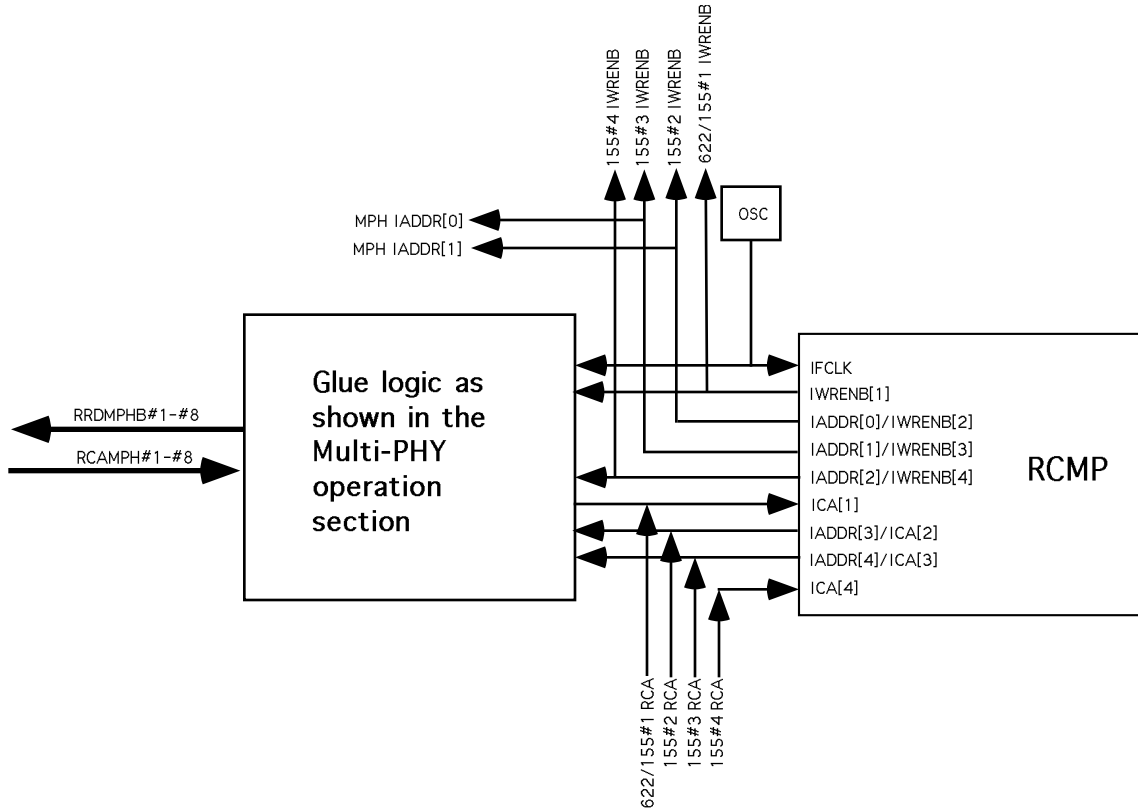 155#4 IWRENB
155#3 IWRENB
155#2 IWRENB
622/155#1 IWRENB
OSC
MPH IADDR[0]
MPH IADDR[1]
Glue logic as
shown in the
Multi-PHY
operation
section
RRDMPHB#1-#8
RCAMPH#1-#8
IFCLK
IWRENB[1]
IADDR[0]/IWRENB[2]
IADDR[1]/IWRENB[3]
IADDR[2]/IWRENB[4]
ICA[1]
IADDR[3]/ICA[2]
IADDR[4]/ICA[3]
ICA[4]
RCMP
622/155#1 RCA
155#2 RCA
155#3 RCA
155#4 RCA